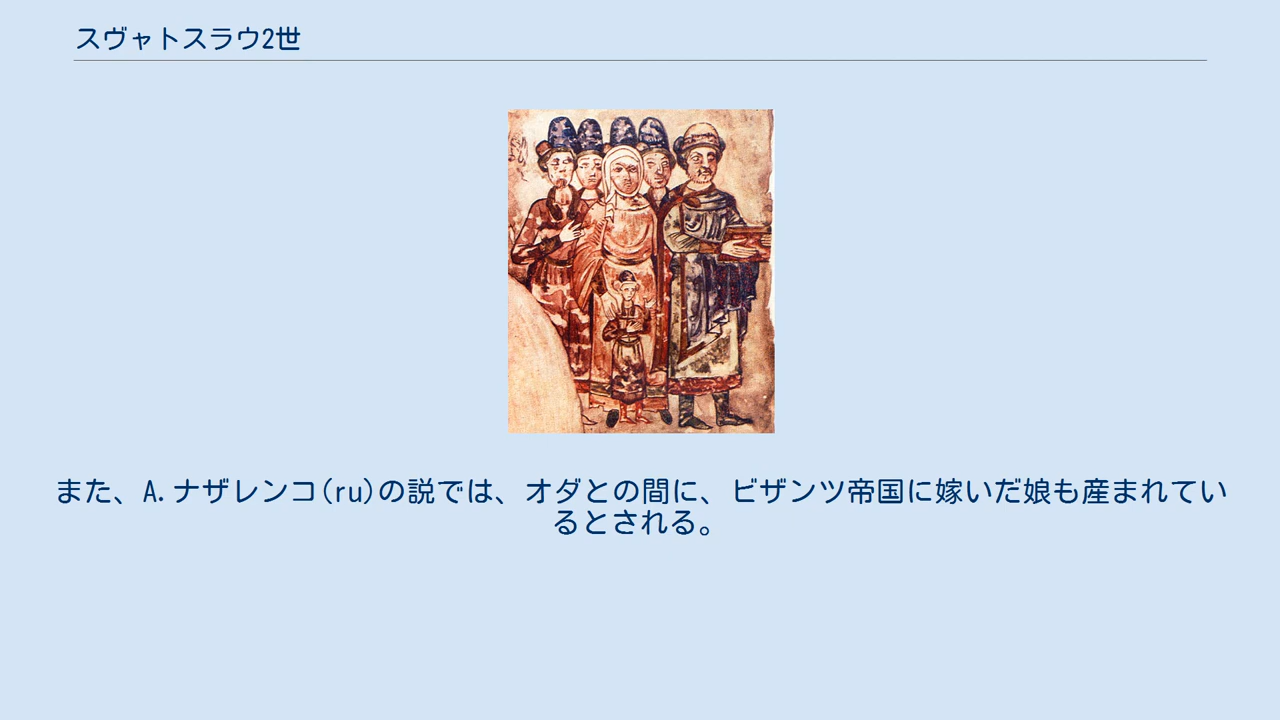 スヴャトスラウ2世
また、A.ナザレンコ(ru)の説では、オダとの間に、ビザンツ帝国に嫁いだ娘も産まれてい
るとされる。